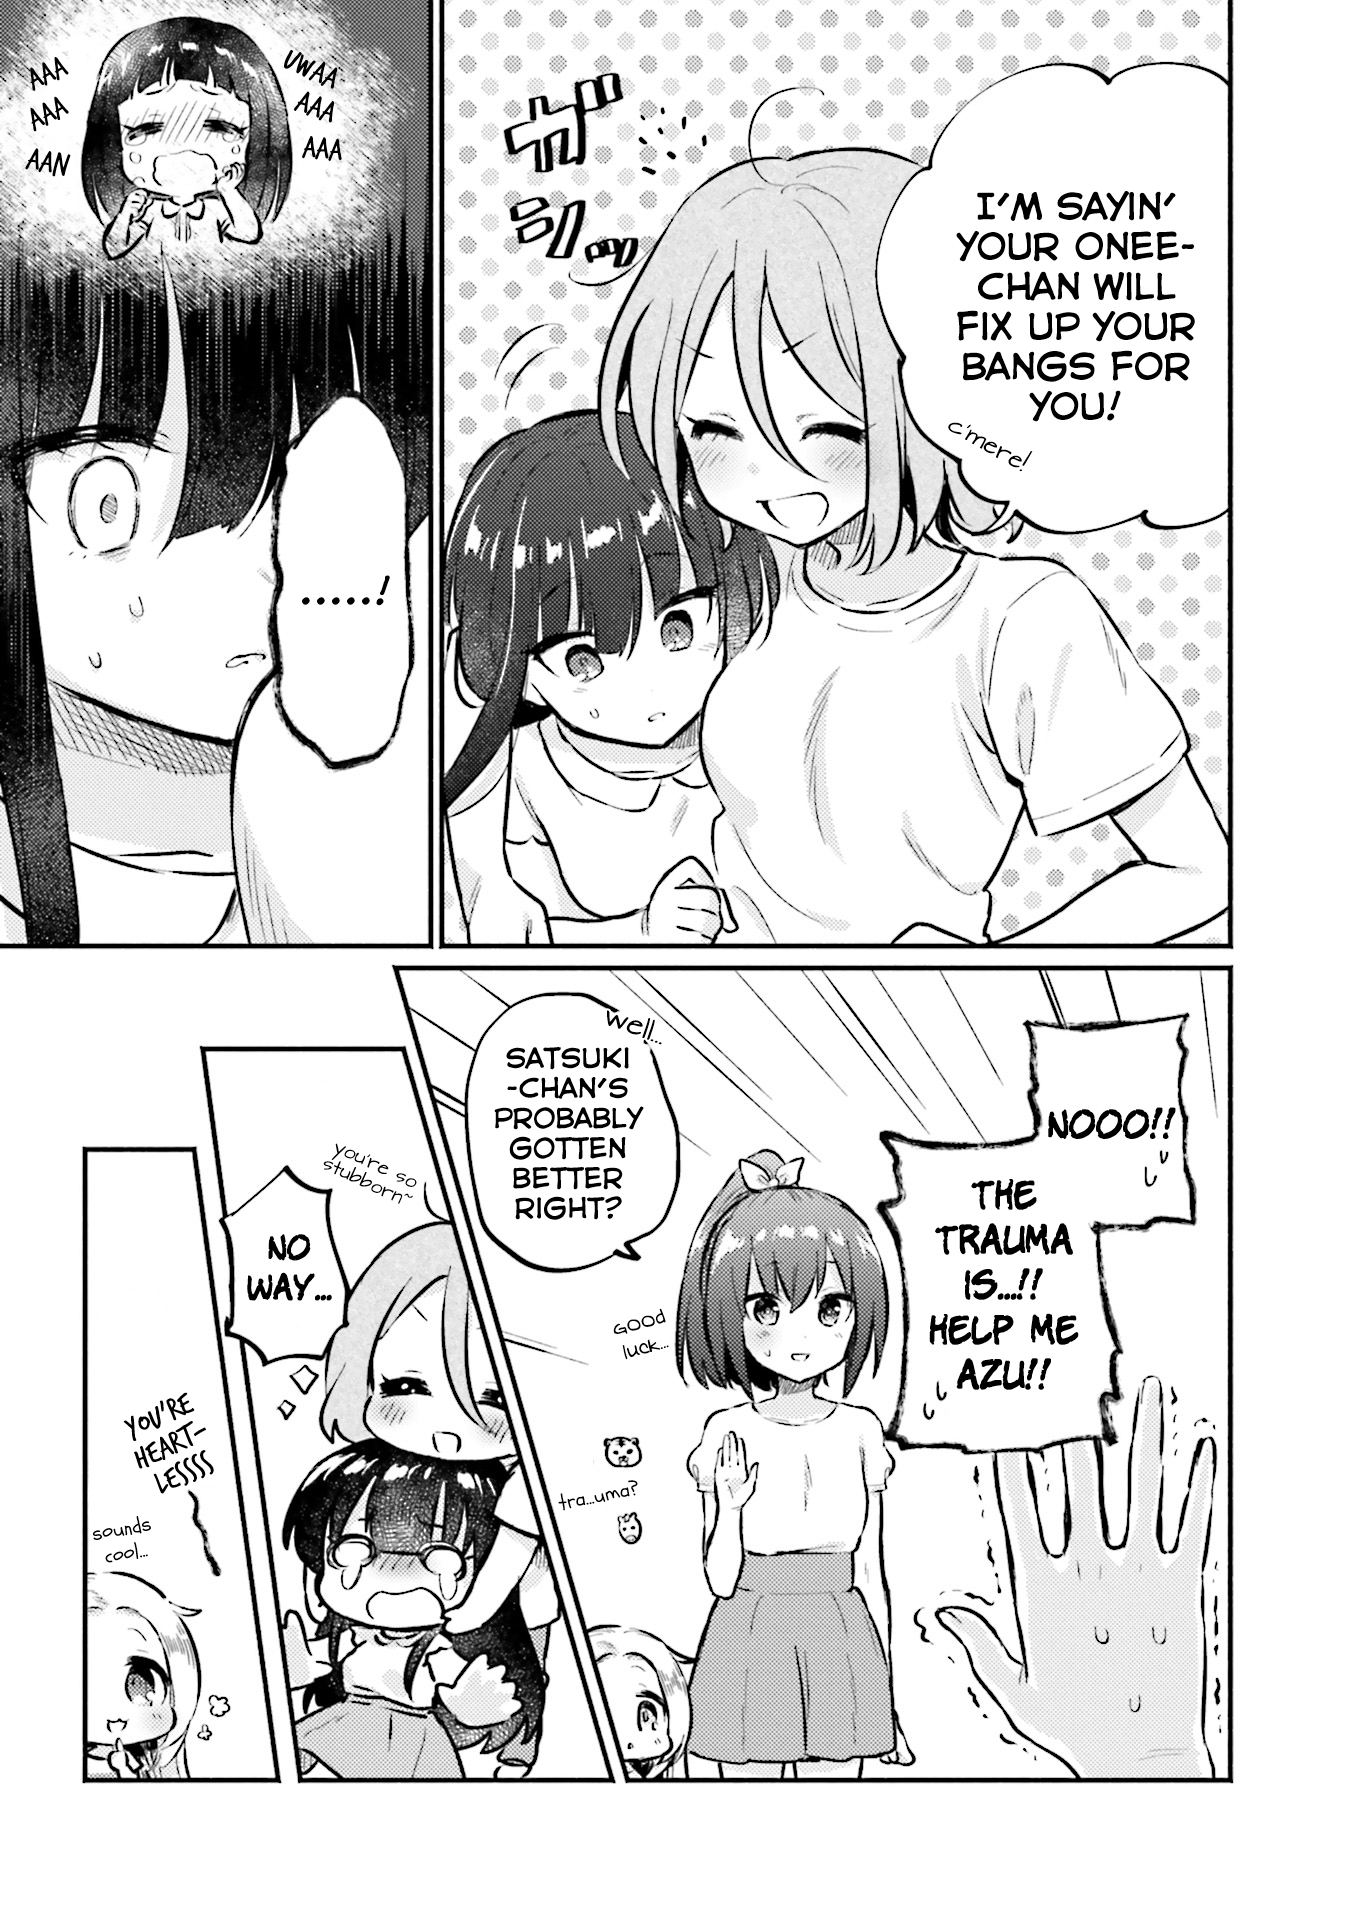 I'M SAYIN'
YOUR ONEE-
CHAN WILL
FIX UP YOUR
BANGS FOR
YOU!
c'mere!
ガシッ
UWAA
AAA
AAA
AAA
AAA
AAN
.....!
NOOO!!
THE
TRAUMA
IS...!!
HELP ME
AZU!!
well...
SATSUKI
-CHAN'S
PROBABLY
GOTTEN
BETTER
RIGHT?
GOOD
luck...
tra...uma?
you're so
stubborn~
NO
WAY...
YOU'RE
HEART-
LESSSS
sounds
cool...